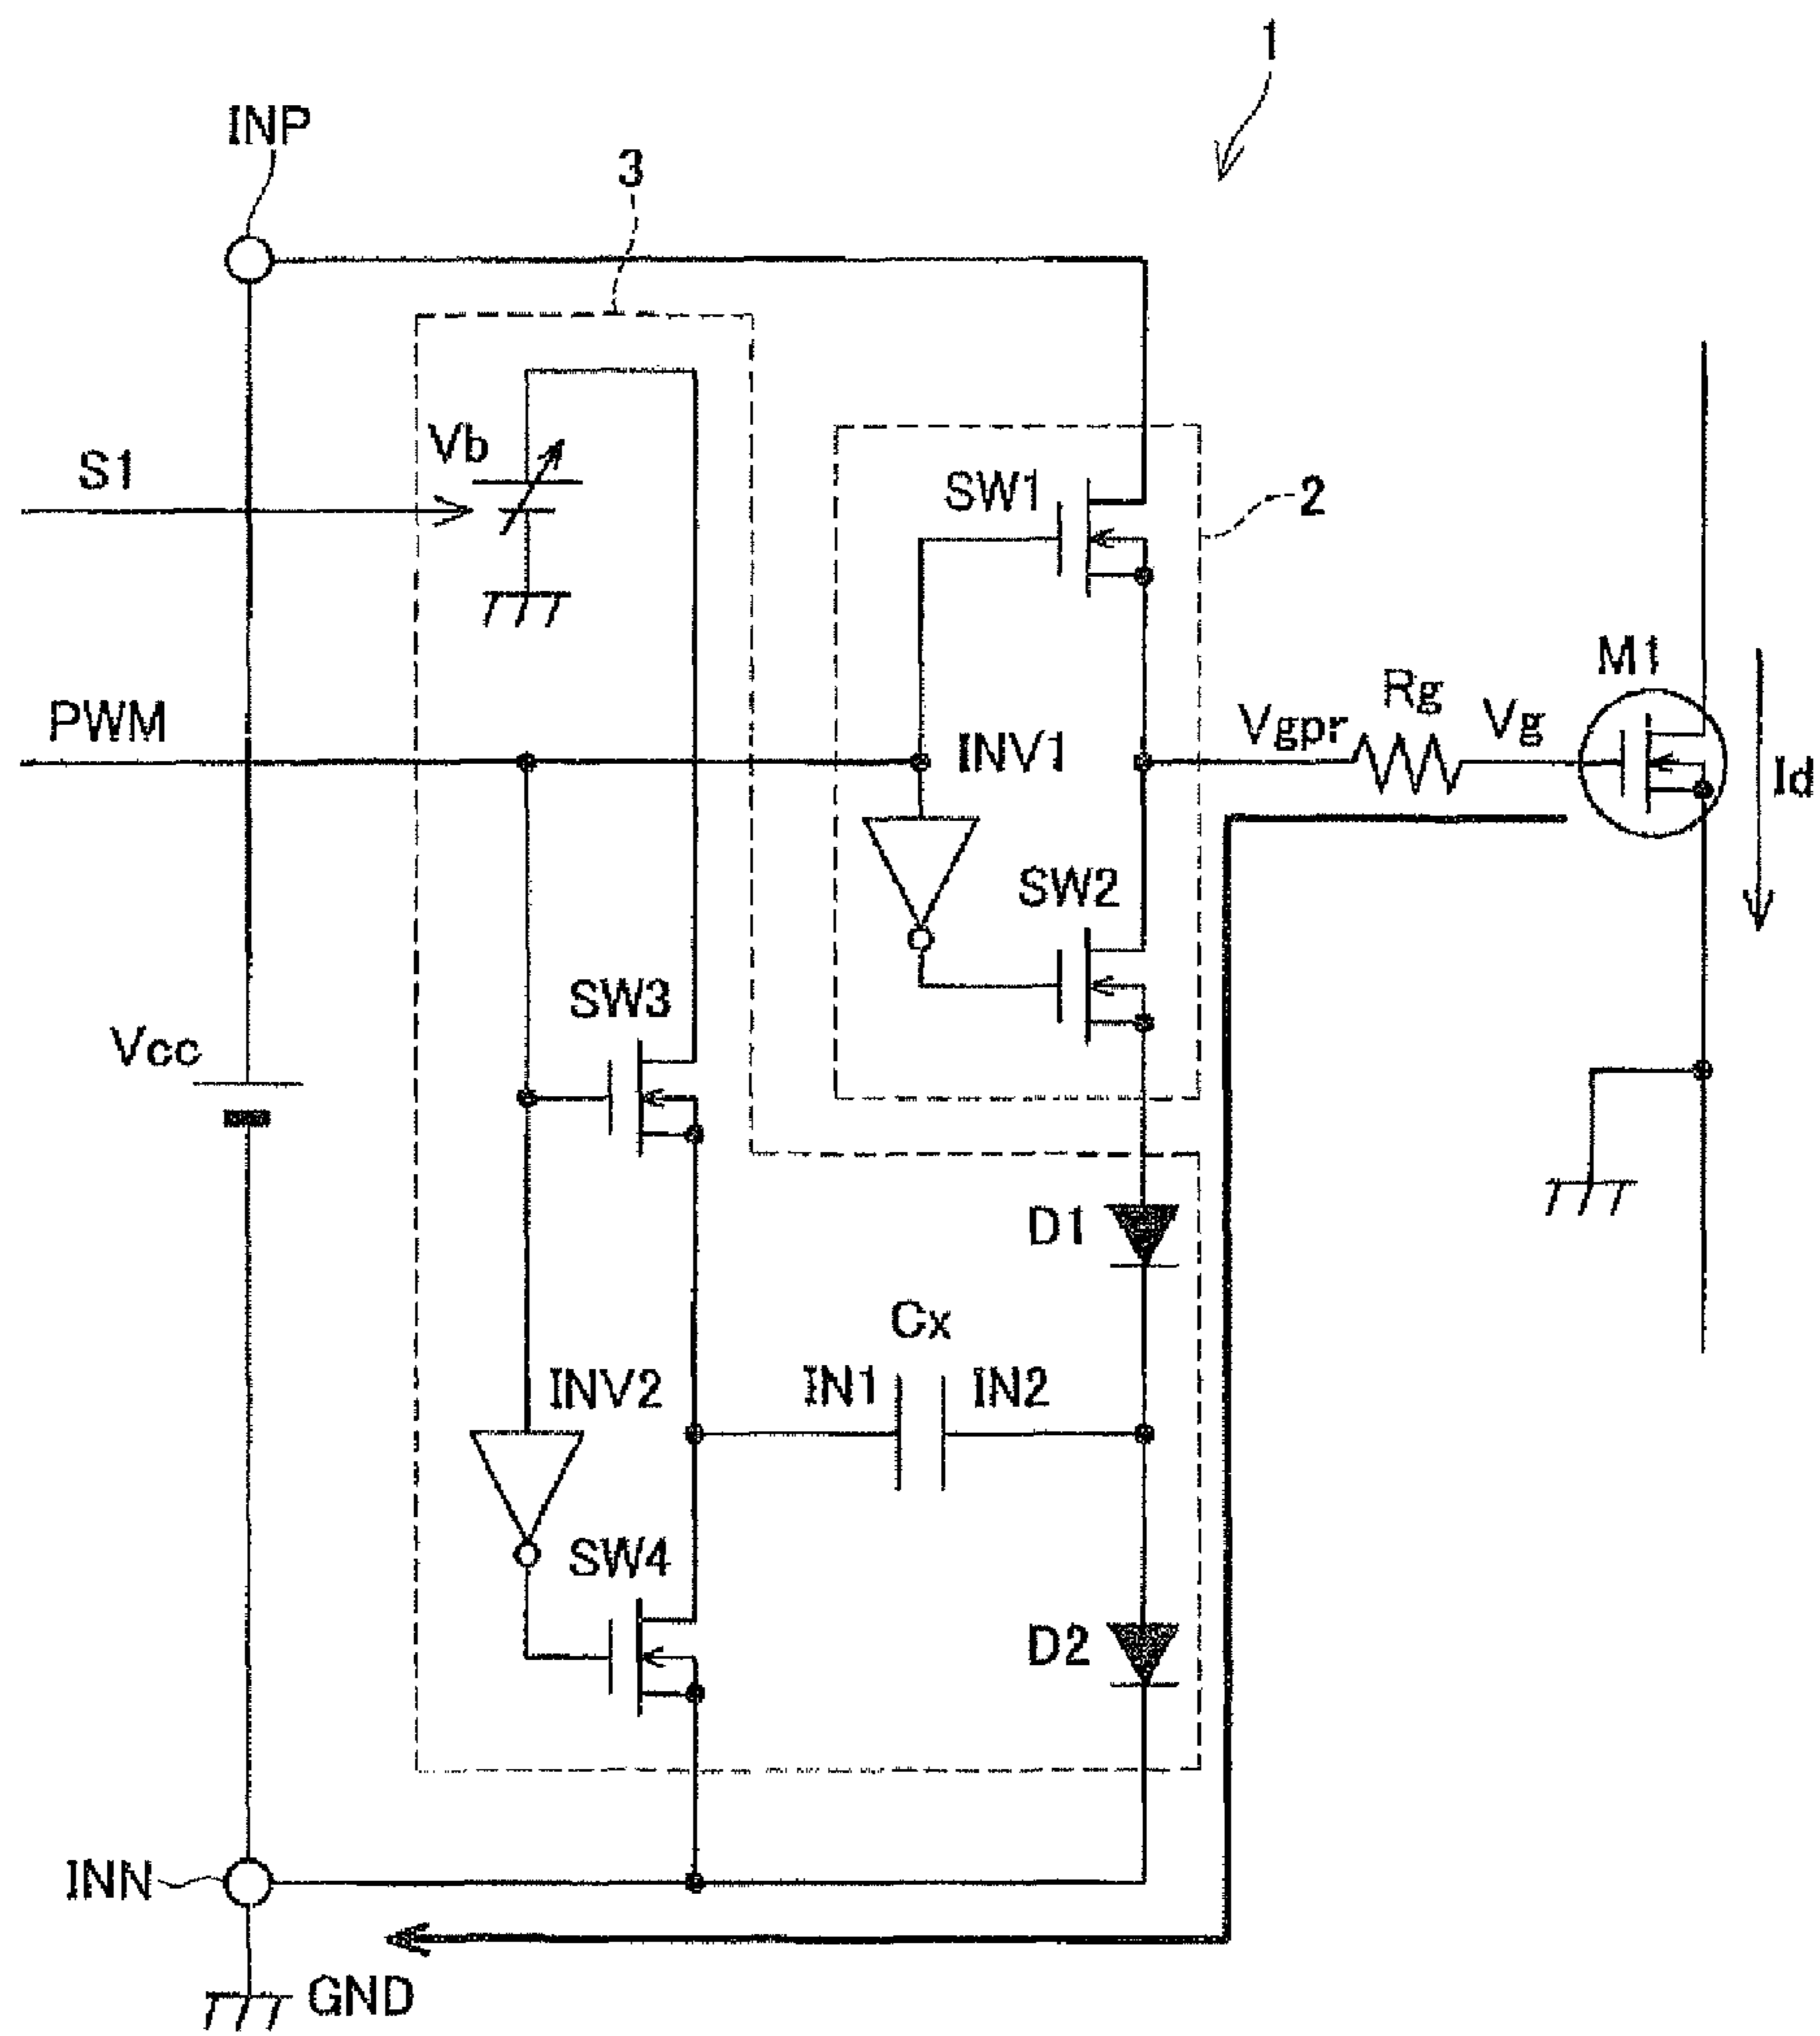 1
INP
3
Vb
S1
SW1
2
M1
PWM
Rg
Vgpr
Vg
INV1
Id
SW2
SW3
Vcc
D1
Cx
IN1
IN2
INV2
SW4
D2
INN
GND